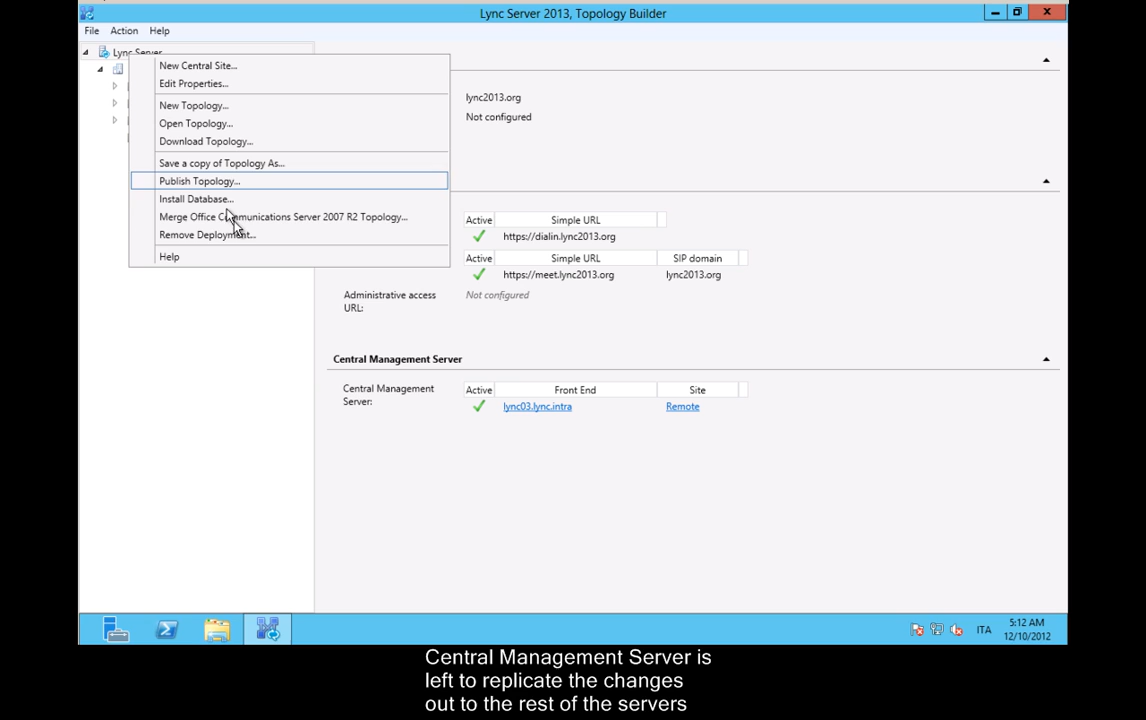 Lync Server 2013, Topology Builder
File Action Help
Lync Server
New Central Site...
Edit Properties...
New Topology...
Open Topology...
Download Topology...
Save a copy of Topology As...
Publish Topology...
Install Database...
Merge Office Communications Server 2007 R2 Topology...
Remove Deployment...
Help
lync2013.org
Not configured
Active Simple URL
https://dialin.lync2013.org
Active Simple URL SIP domain
https://meet.lync2013.org lync2013.org
Administrative access Not configured
URL:
Central Management Server
Central Management Active Front End Site
Server: lync03.lync.intra Remote
ITA 5:12 AM
12/10/2012
Central Management Server is
left to replicate the changes
out to the rest of the servers